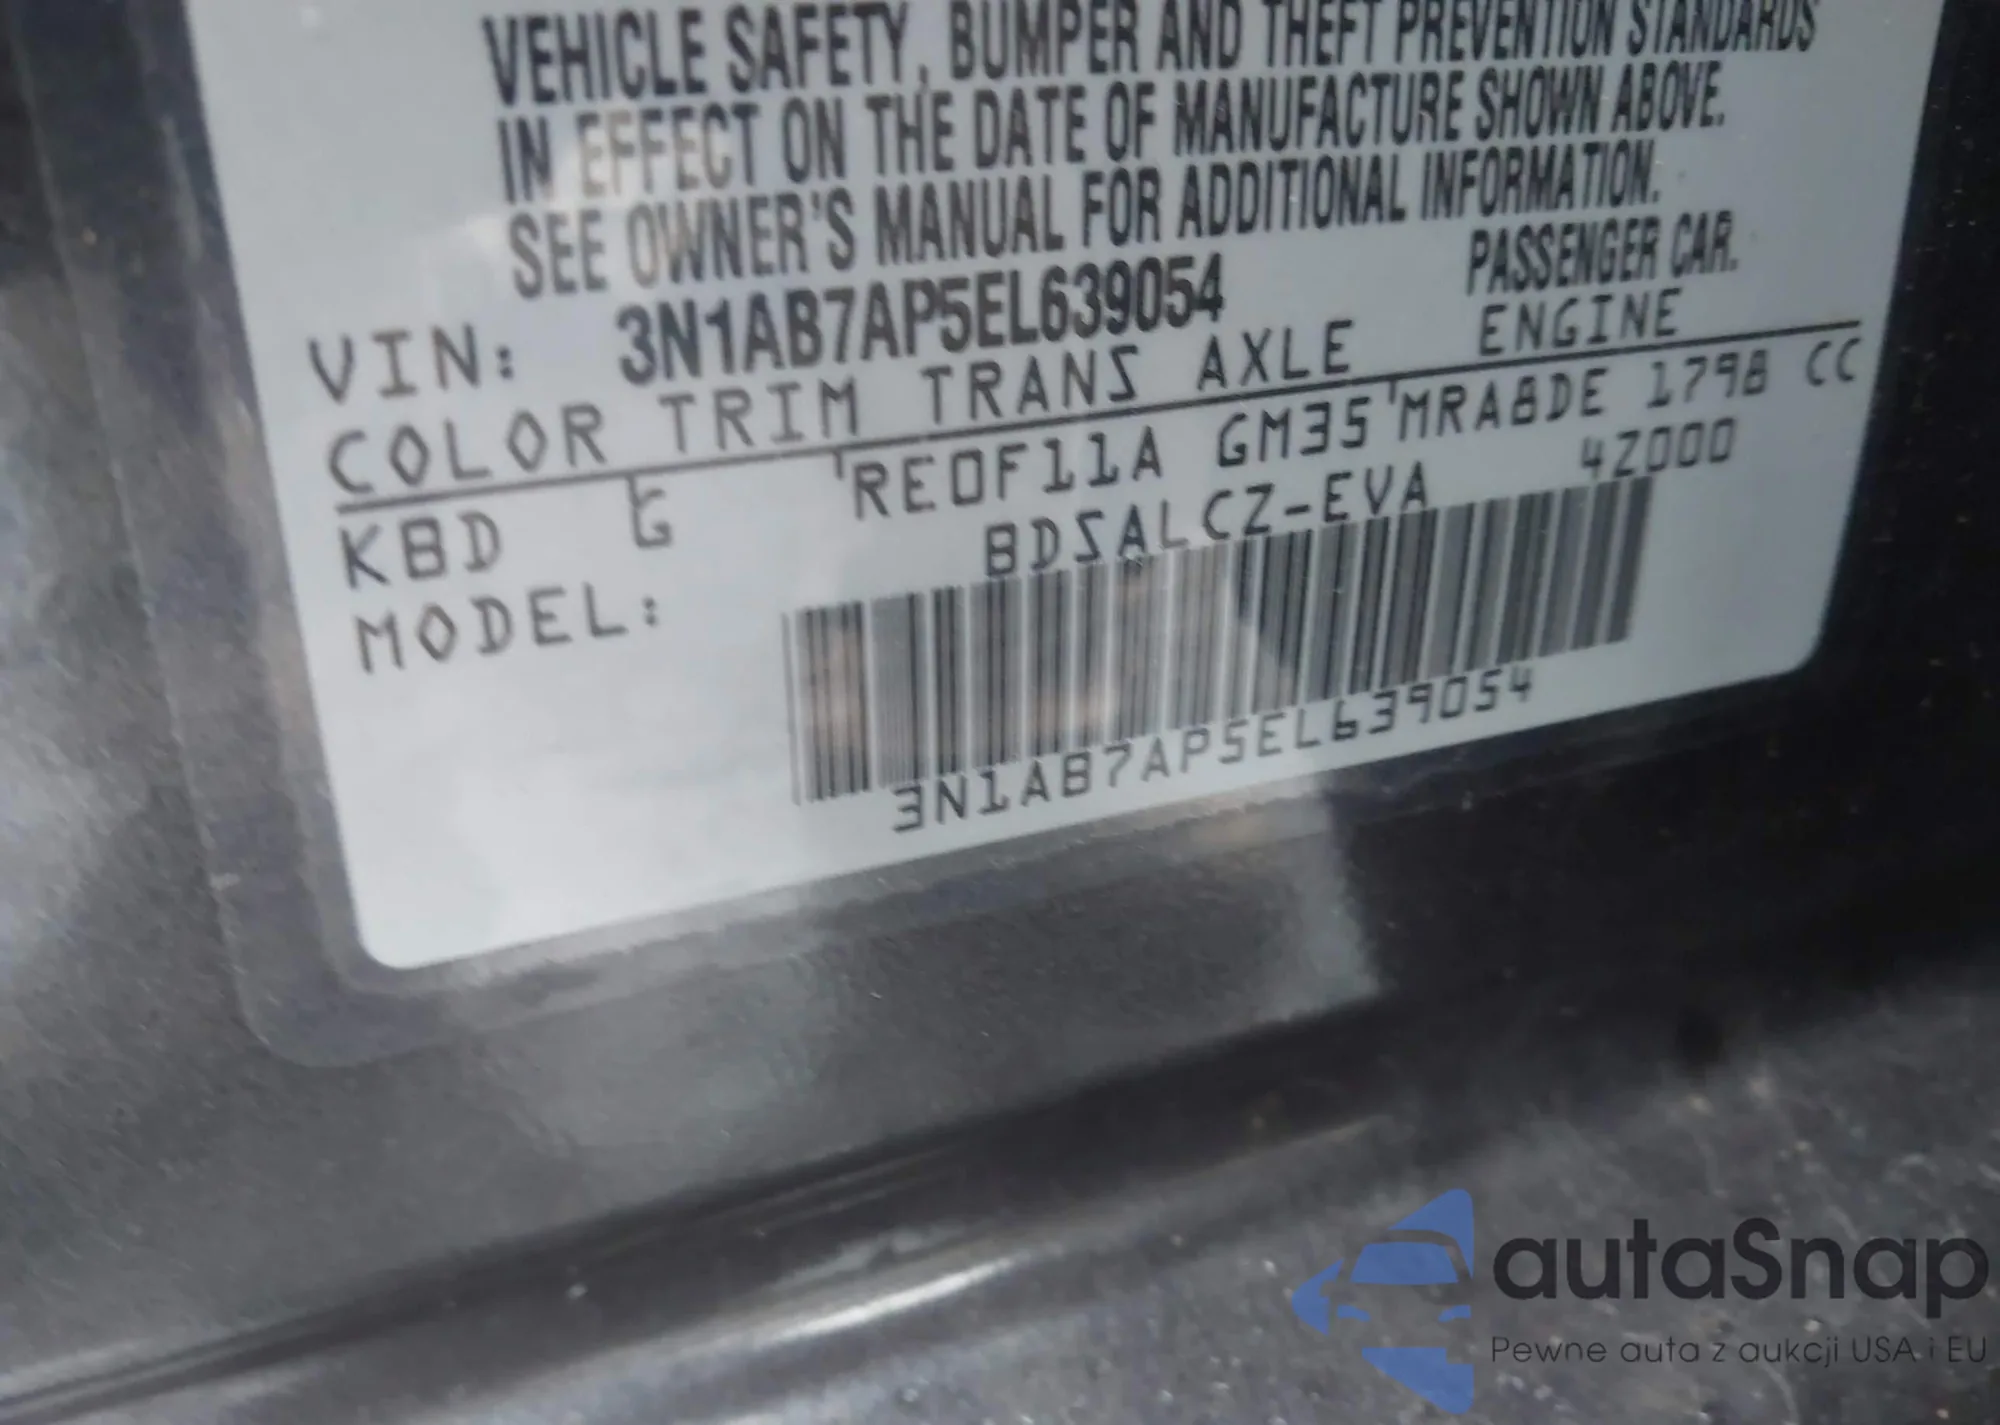 VEHICLE SAFETY, BUMPER AND THEFT PREVENTION STANDARDS
IN EFFECT ON THE DATE OF MANUFACTURE SHOWN ABOVE.
SEE OWNER'S MANUAL FOR ADDITIONAL INFORMATION.
VIN: 3N1AB7AP5EL639054 PASSENGER CAR.
COLOR TRIM TRANS AXLE ENGINE
KBD G RE0F11A GM35 MRA8DE 1798 CC
MODEL: BDSALCZ-EVA 4Z000
3N1AB7AP5EL639054
autaSnap
Pewne auta z aukcji USA i EU